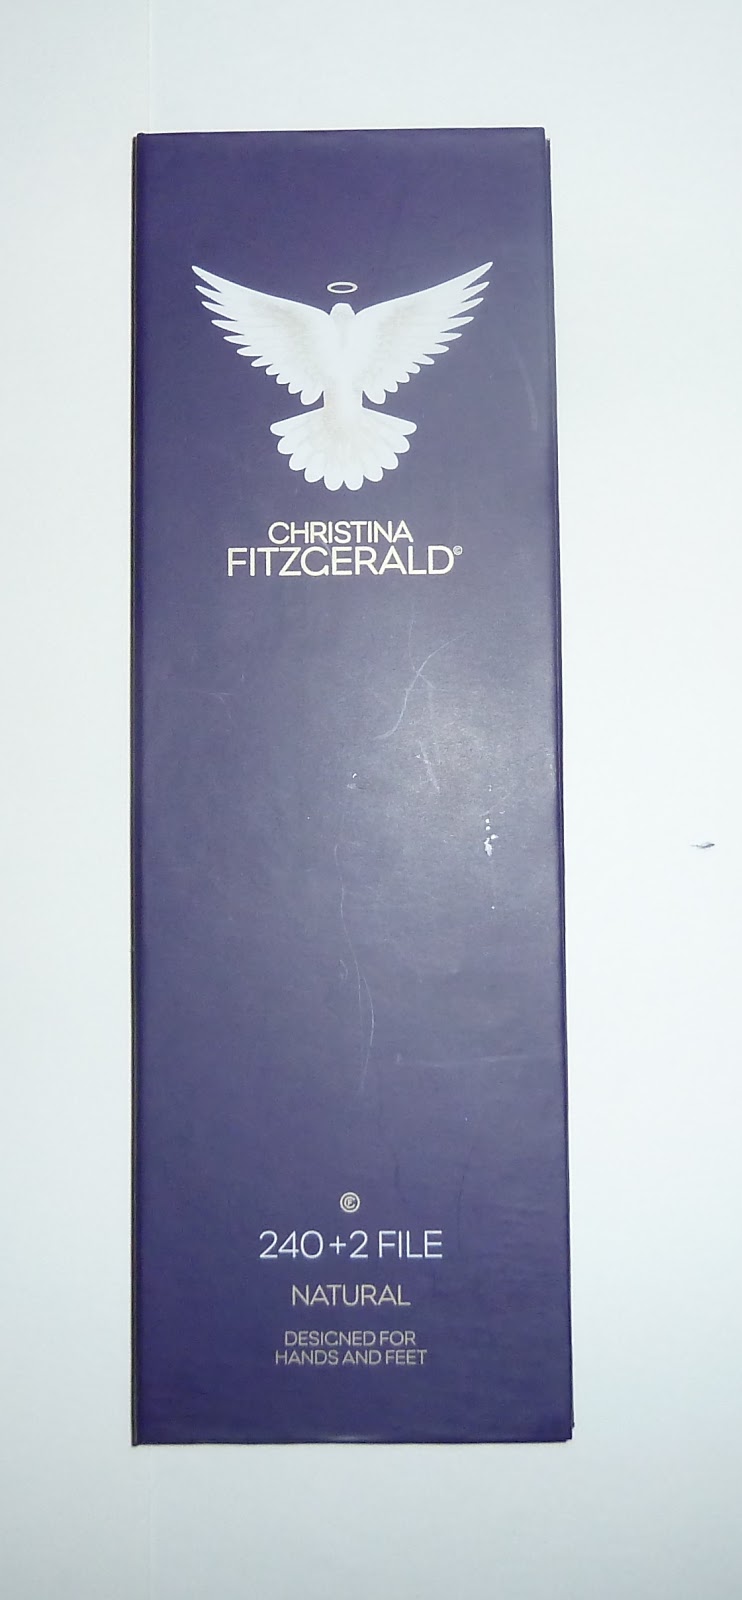 CHRISTINA
FITZGERALD©
240+2 FILE
NATURAL
DESIGNED FOR
HANDS AND FEET